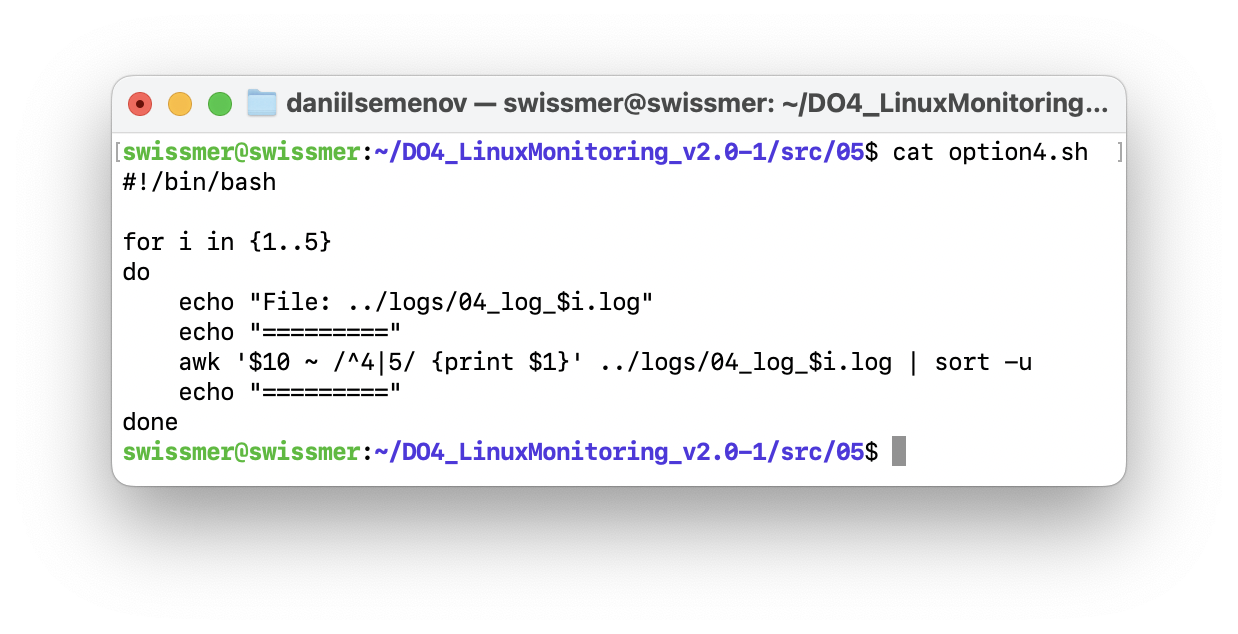 daniilsemenov — swissmer@swissmer: ~/DO4_LinuxMonitoring...
[swissmer@swissmer:~/DO4_LinuxMonitoring_v2.0-1/src/05$ cat option4.sh ]
#!/bin/bash

for i in {1..5}
do
    echo "File: ../logs/04_log_$i.log"
    echo "========="
    awk '$10 ~ /^4|5/ {print $1}' ../logs/04_log_$i.log | sort -u
    echo "========="
done
swissmer@swissmer:~/DO4_LinuxMonitoring_v2.0-1/src/05$